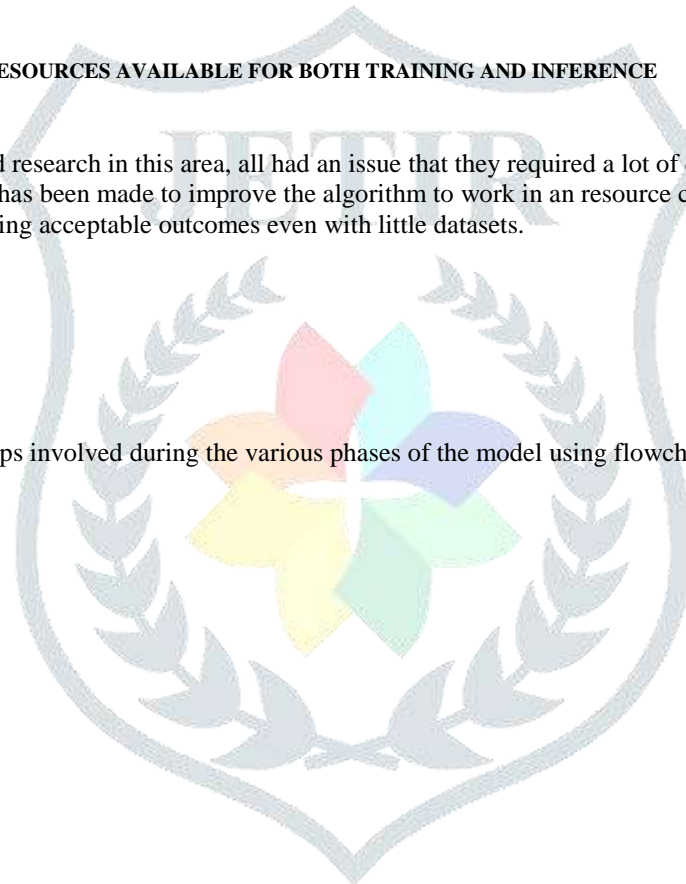 ESOURCES AVAILABLE FOR BOTH TRAINING AND INFERENCE
JETIR
d research in this area, all had an issue that they required a lot of
has been made to improve the algorithm to work in an resource c
ing acceptable outcomes even with little datasets.
ps involved during the various phases of the model using flowch